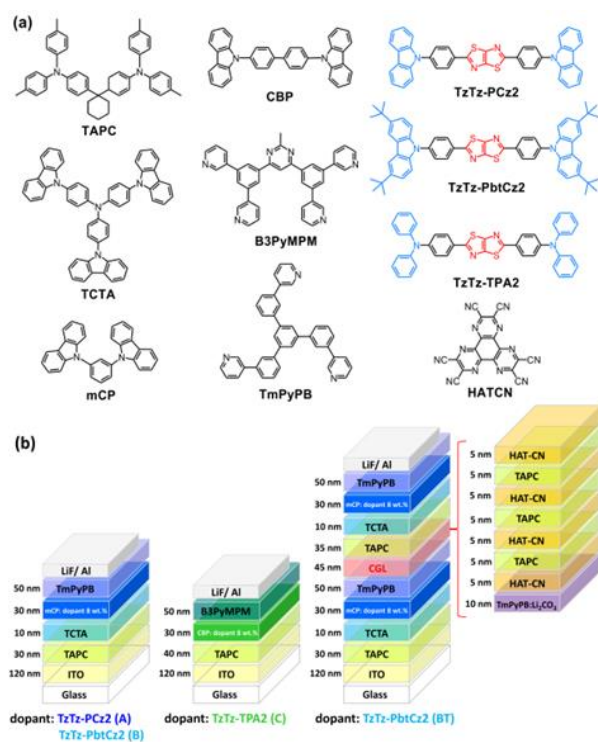 (a)
TAPC
CBP
TzTz-PCz2
TzTz-PbtCz2
TCTA
B3PyMPM
TzTz-TPA2
mCP
TmPyPB
HATCN
(b)
LiF/ Al
50 nm TmPyPB
30 nm mCP: dopant 8 wt.%
10 nm TCTA
30 nm TAPC
120 nm ITO
Glass
dopant: TzTz-PCz2 (A)
TzTz-PbtCz2 (B)
LiF/ Al
50 nm B3PyMPM
30 nm CBP: dopant 8 wt.%
40 nm TAPC
120 nm ITO
Glass
dopant: TzTz-TPA2 (C)
LiF/ Al
50 nm TmPyPB
30 nm mCP: dopant 8 wt.%
10 nm TCTA
35 nm TAPC
45 nm CGL
50 nm TmPyPB
30 nm mCP: dopant 8 wt.%
10 nm TCTA
30 nm TAPC
120 nm ITO
Glass
dopant: TzTz-PbtCz2 (BT)
5 nm HAT-CN
5 nm TAPC
5 nm HAT-CN
TAPC
5 nm
5 nm HAT-CN
5 nm TAPC
5 nm HAT-CN
10 nm TmPyPB:Li2CO3